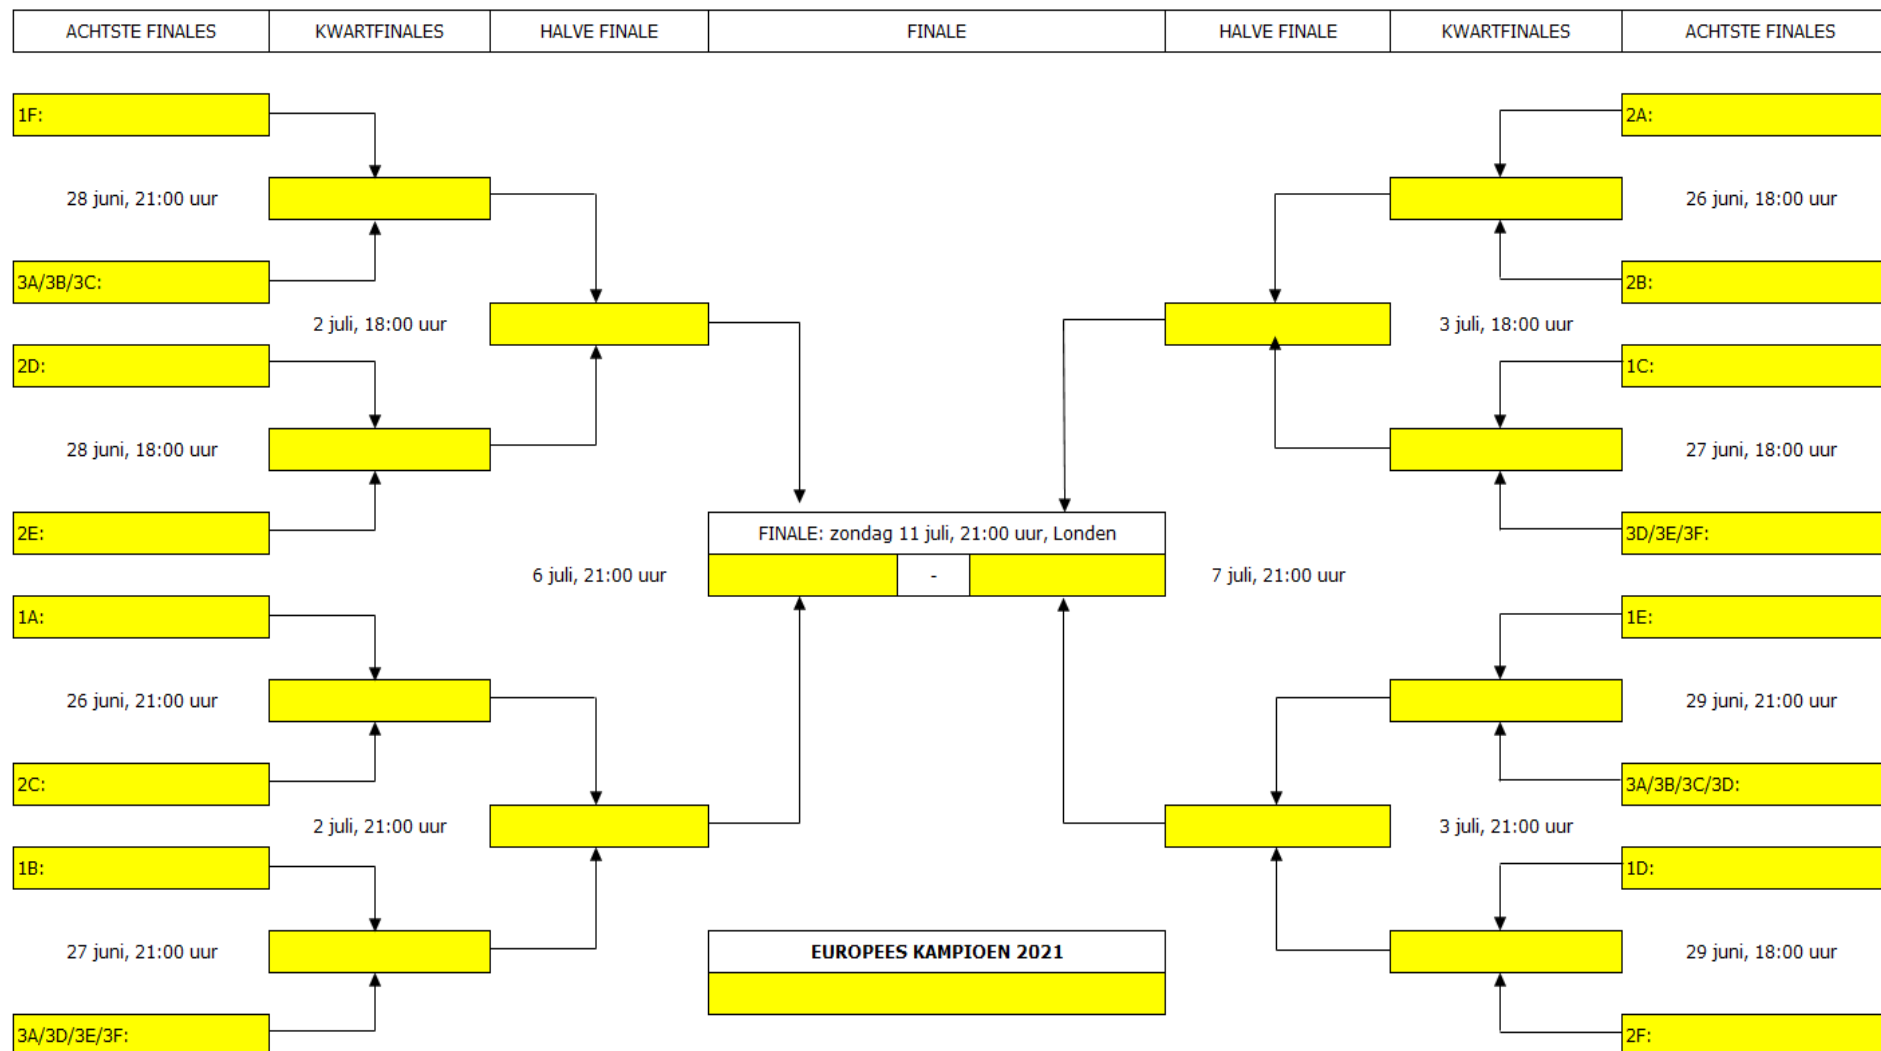 ACHTSTE FINALES KWARTFINALES HALVE FINALE FINALE HALVE FINALE KWARTFINALES ACHTSTE FINALES
1F: 2A:
28 juni, 21:00 uur 26 juni, 18:00 uur
3A/3B/3C: 2B:
2 juli, 18:00 uur 3 juli, 18:00 uur
2D: 1C:
28 juni, 18:00 uur 27 juni, 18:00 uur
2E: FINALE: zondag 11 juli, 21:00 uur, Londen 3D/3E/3F:
6 juli, 21:00 uur - 7 juli, 21:00 uur
1A: 1E:
26 juni, 21:00 uur 29 juni, 21:00 uur
2C: 3A/3B/3C/3D:
2 juli, 21:00 uur 3 juli, 21:00 uur
1B: 1D:
27 juni, 21:00 uur EUROPEES KAMPIOEN 2021 29 juni, 18:00 uur
3A/3D/3E/3F: 2F: